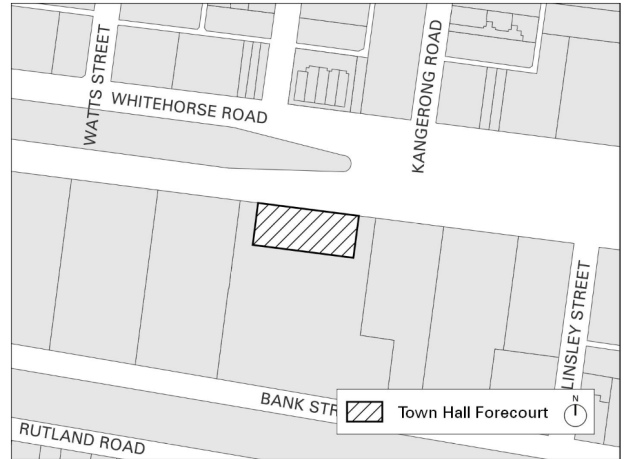 WATTS STREET
WHITEHORSE ROAD
KANGERONG ROAD
LINSLEY STREET
BANK STR
Town Hall Forecourt
N
RUTLAND ROAD